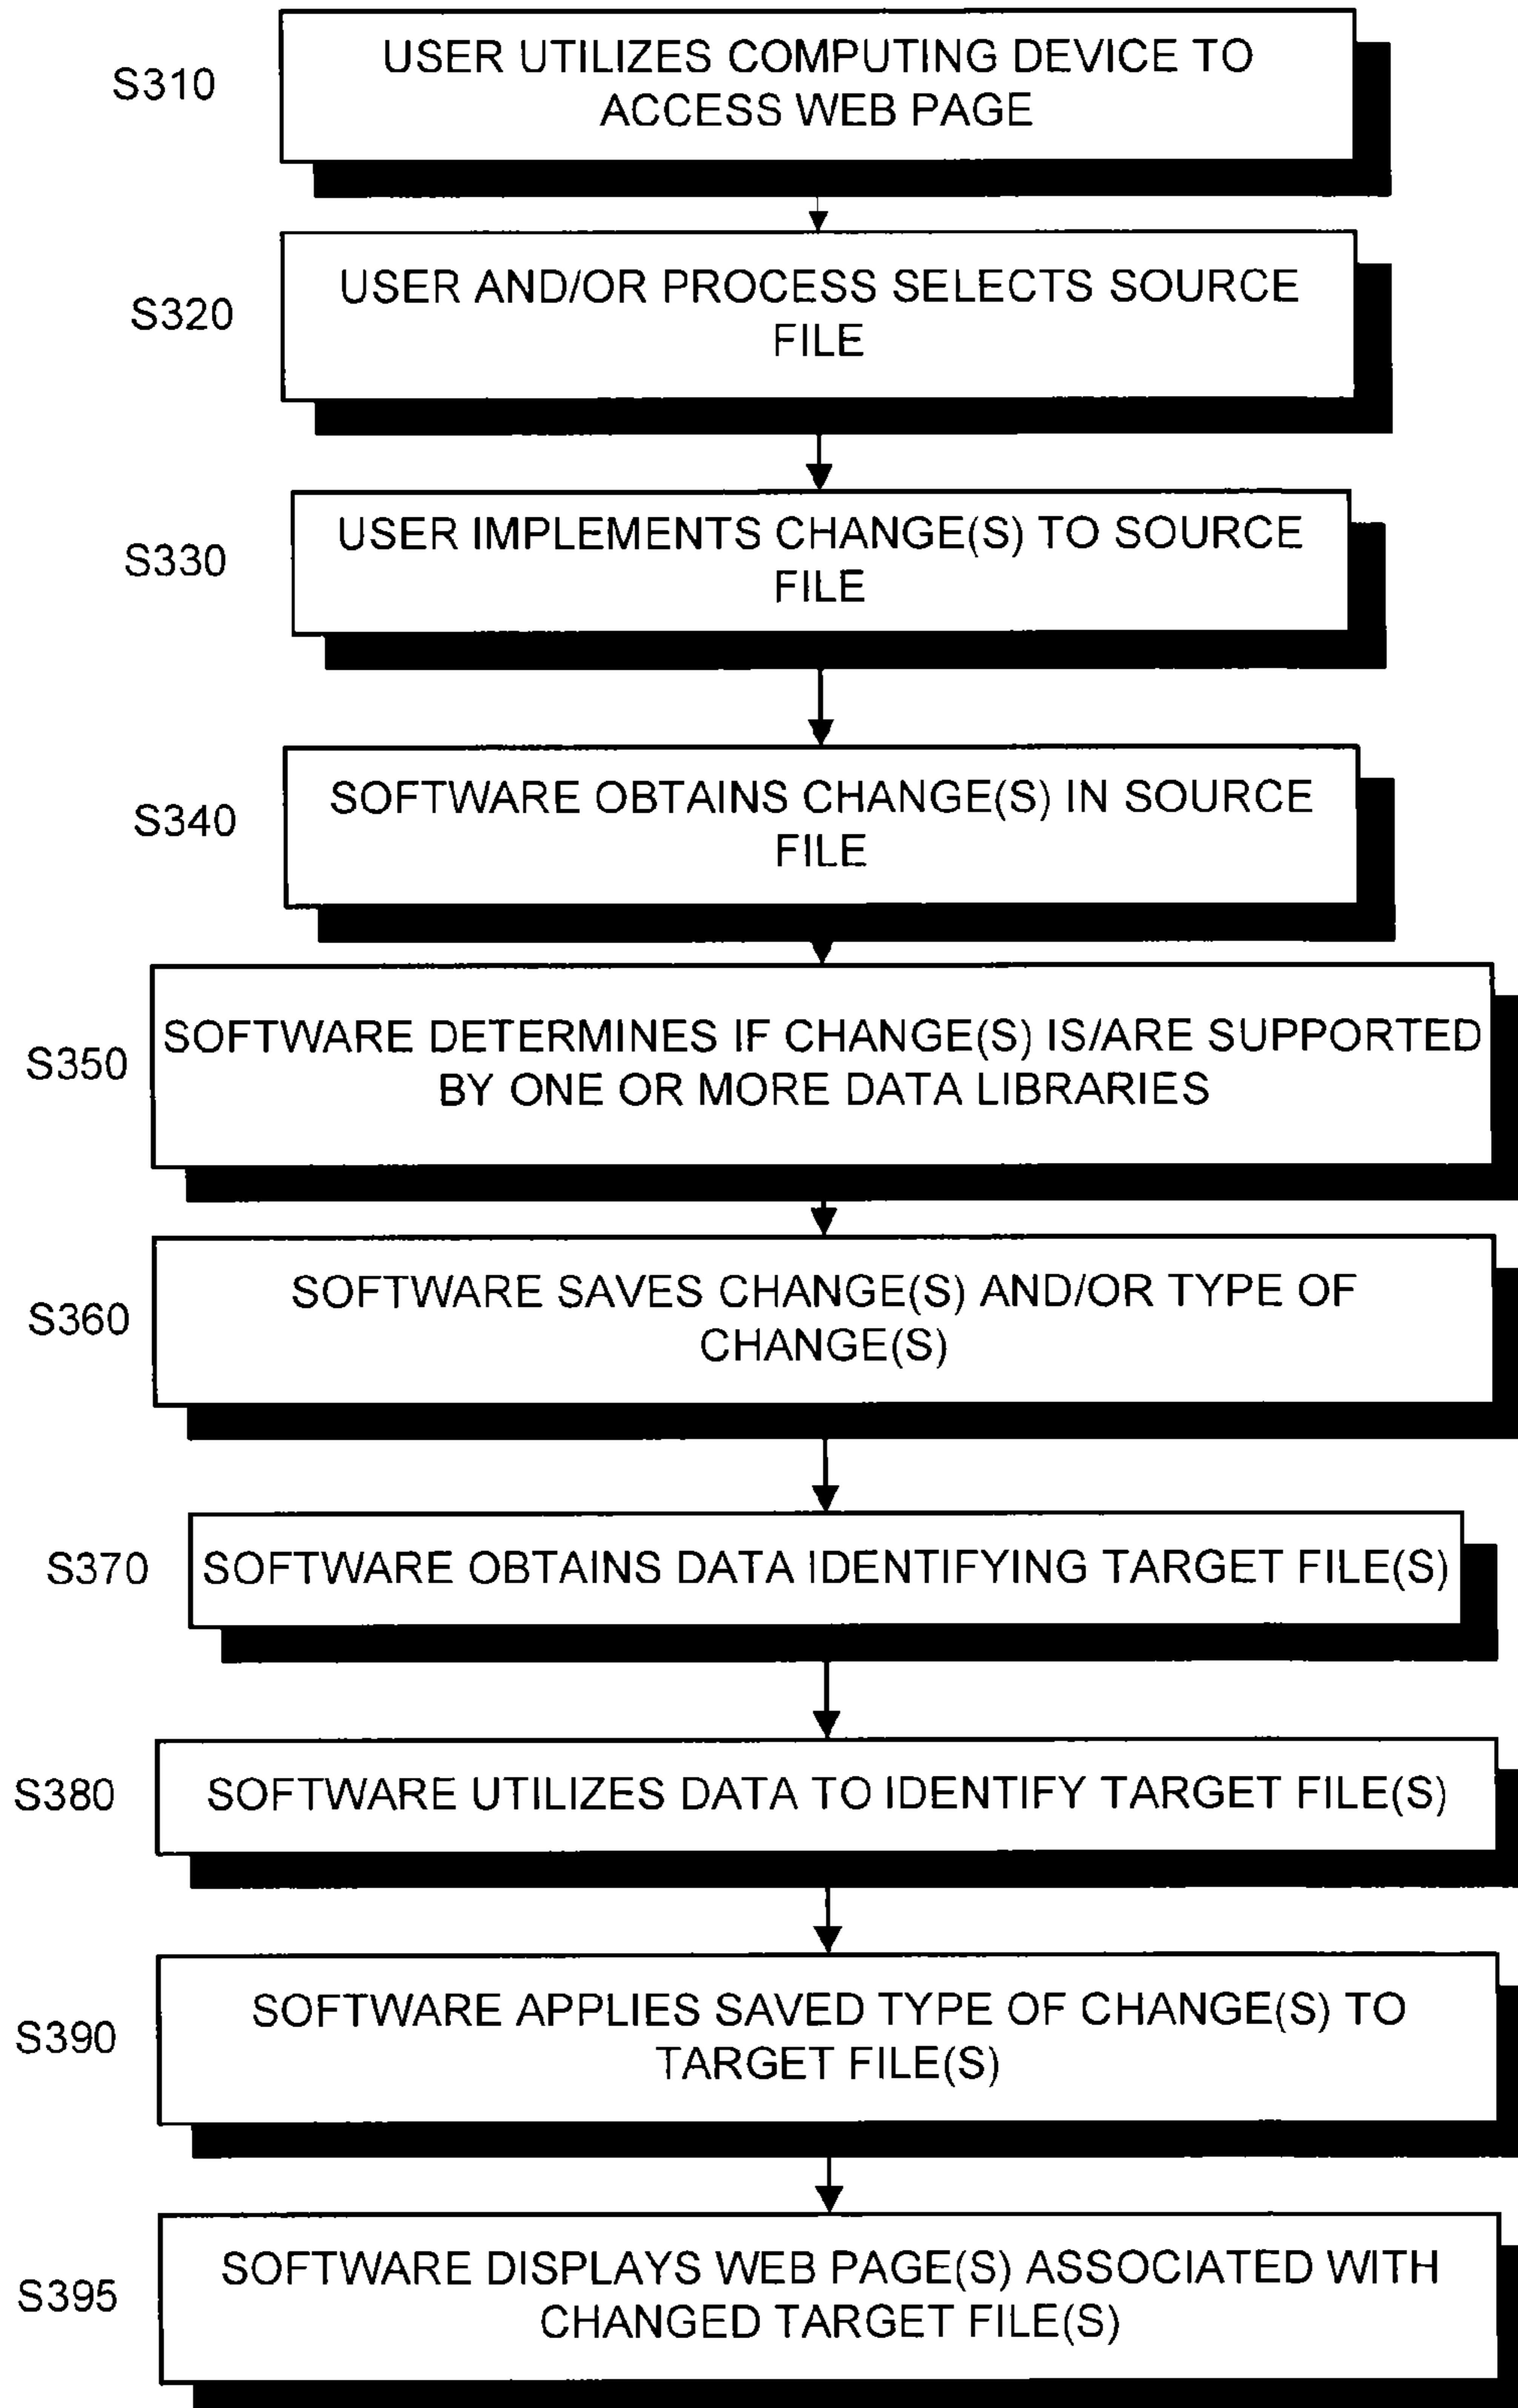 S310
USER UTILIZES COMPUTING DEVICE TO
ACCESS WEB PAGE
S320
USER AND/OR PROCESS SELECTS SOURCE
FILE
S330
USER IMPLEMENTS CHANGE(S) TO SOURCE
FILE
S340
SOFTWARE OBTAINS CHANGE(S) IN SOURCE
FILE
S350
SOFTWARE DETERMINES IF CHANGE(S) IS/ARE SUPPORTED
BY ONE OR MORE DATA LIBRARIES
S360
SOFTWARE SAVES CHANGE(S) AND/OR TYPE OF
CHANGE(S)
S370
SOFTWARE OBTAINS DATA IDENTIFYING TARGET FILE(S)
S380
SOFTWARE UTILIZES DATA TO IDENTIFY TARGET FILE(S)
S390
SOFTWARE APPLIES SAVED TYPE OF CHANGE(S) TO
TARGET FILE(S)
S395
SOFTWARE DISPLAYS WEB PAGE(S) ASSOCIATED WITH
CHANGED TARGET FILE(S)